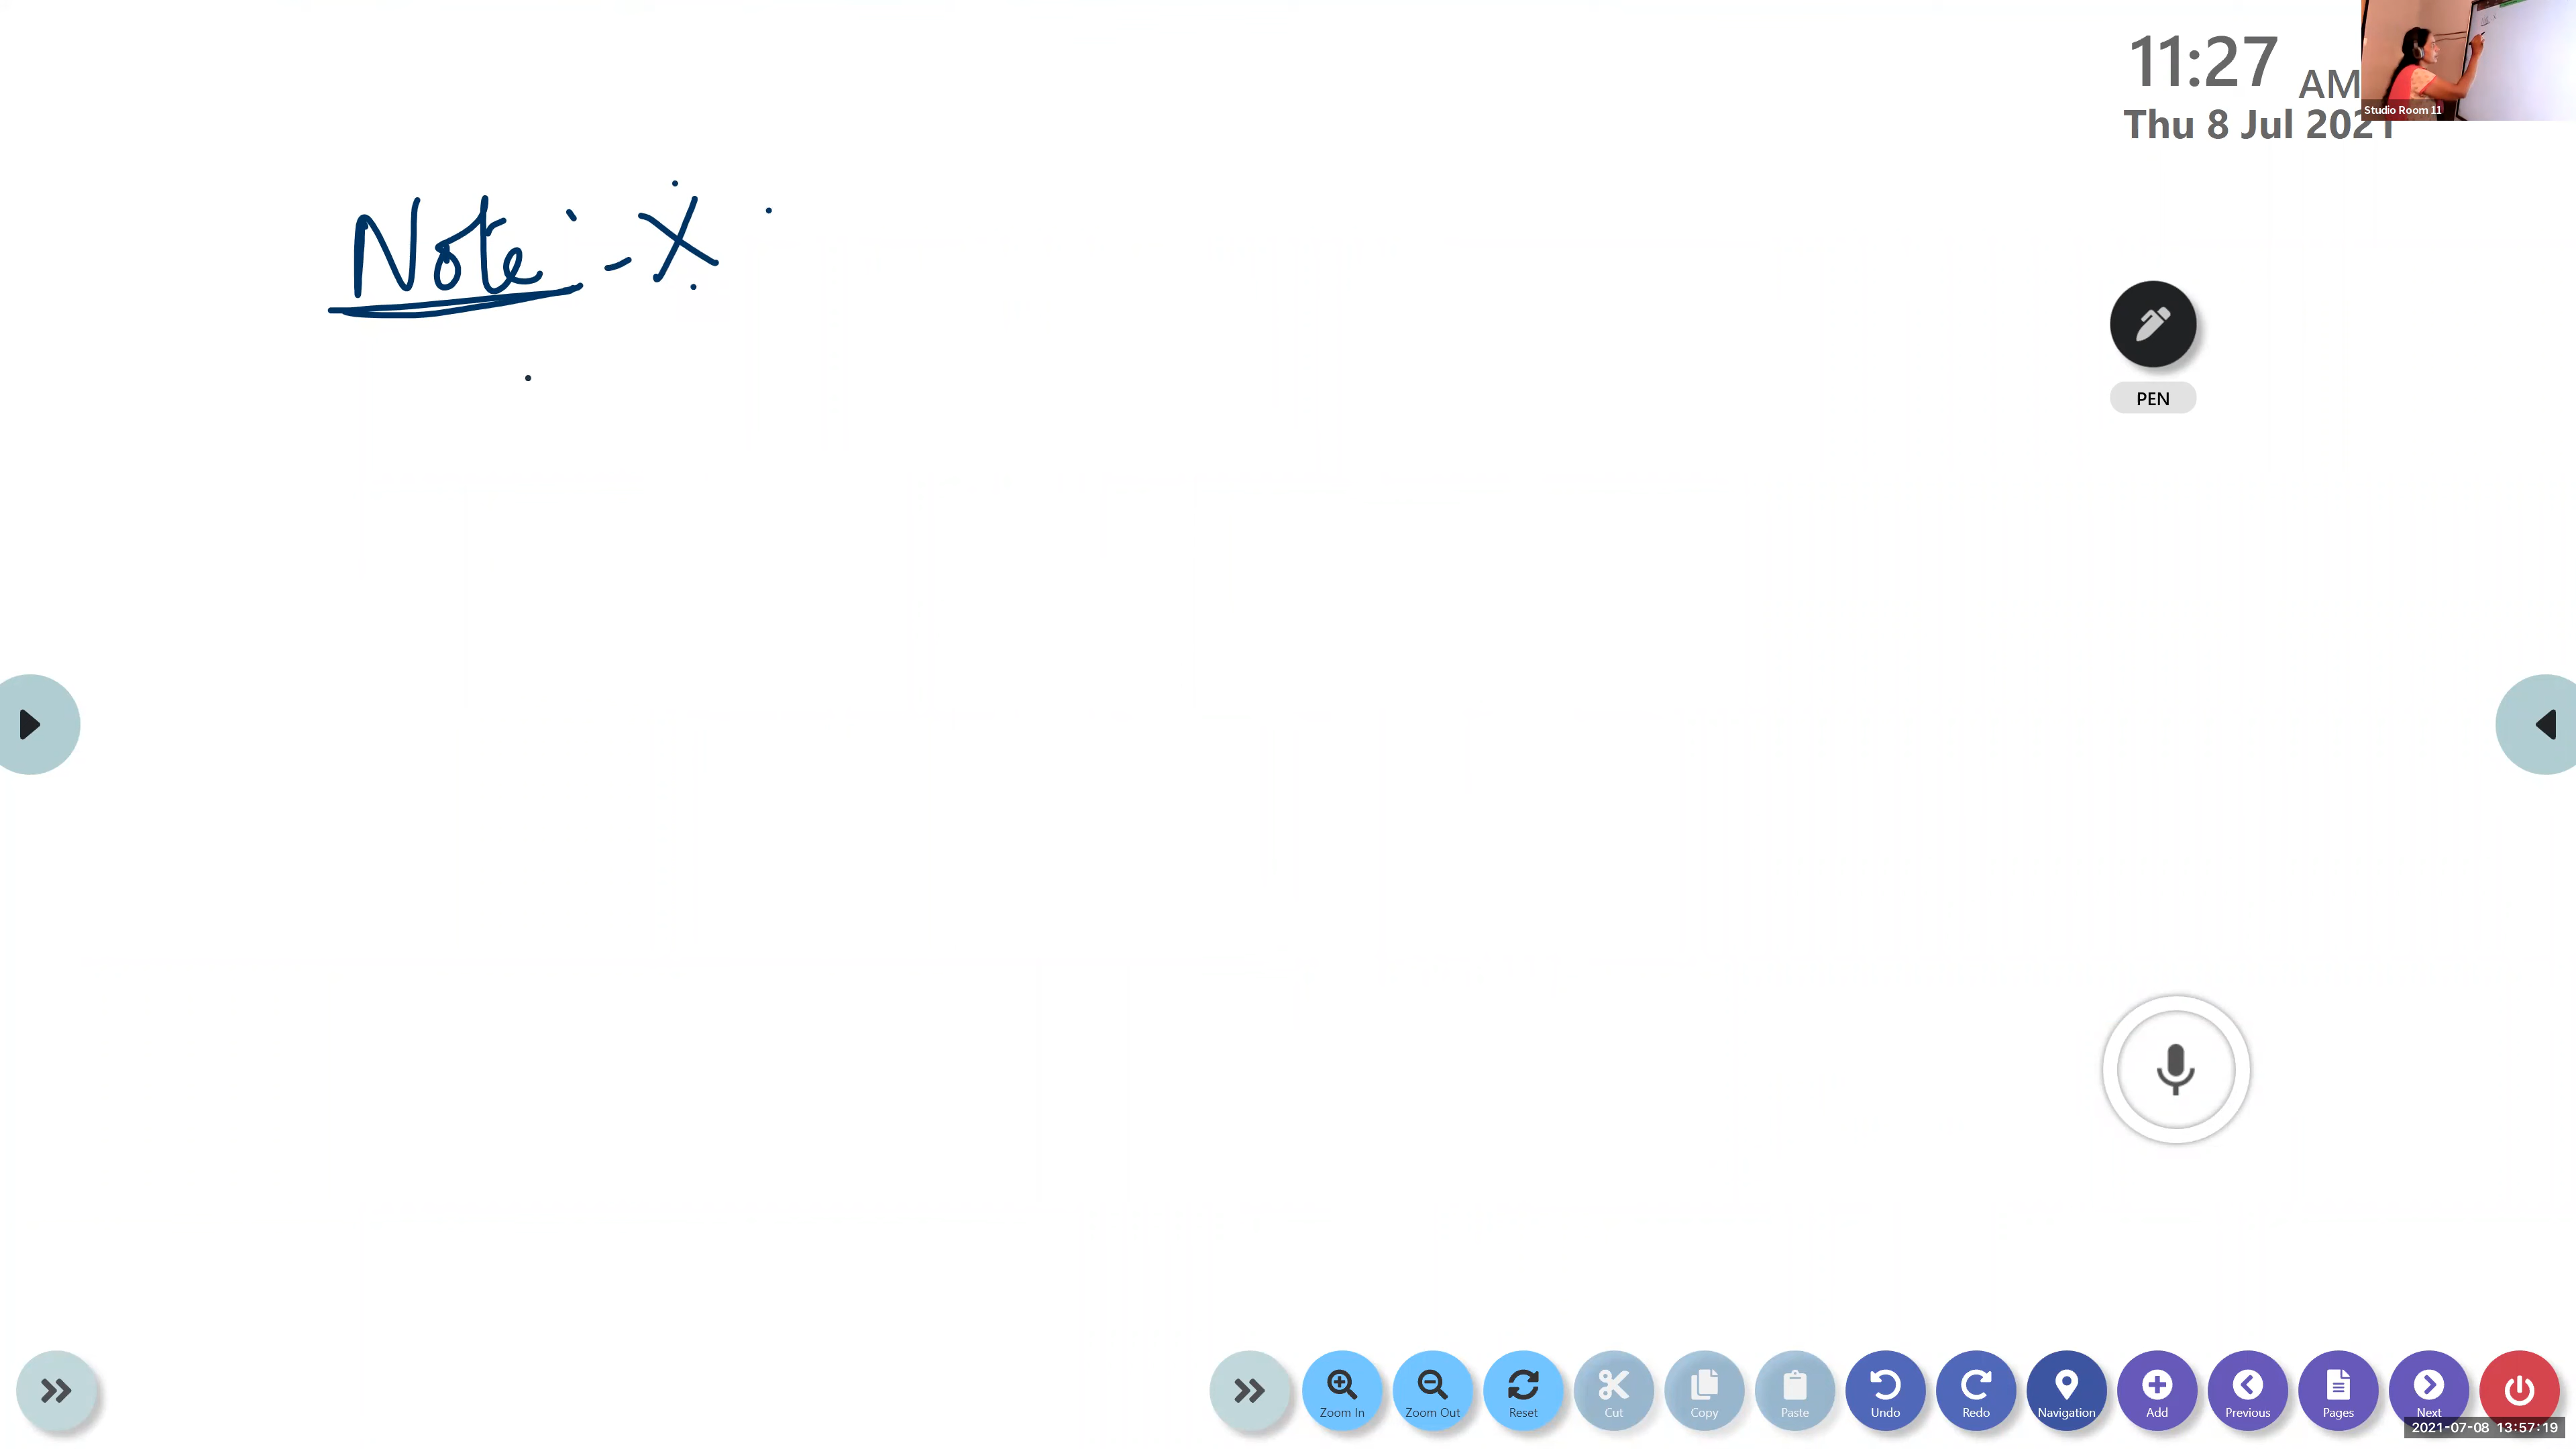 11:27 AM
Studio Room 11
Thu 8 Jul 2021
Note :- X
PEN
Zoom In Zoom Out Reset Cut Copy Paste Undo Redo Navigation Add Previous Pages Next
2021-07-08 13:57:19